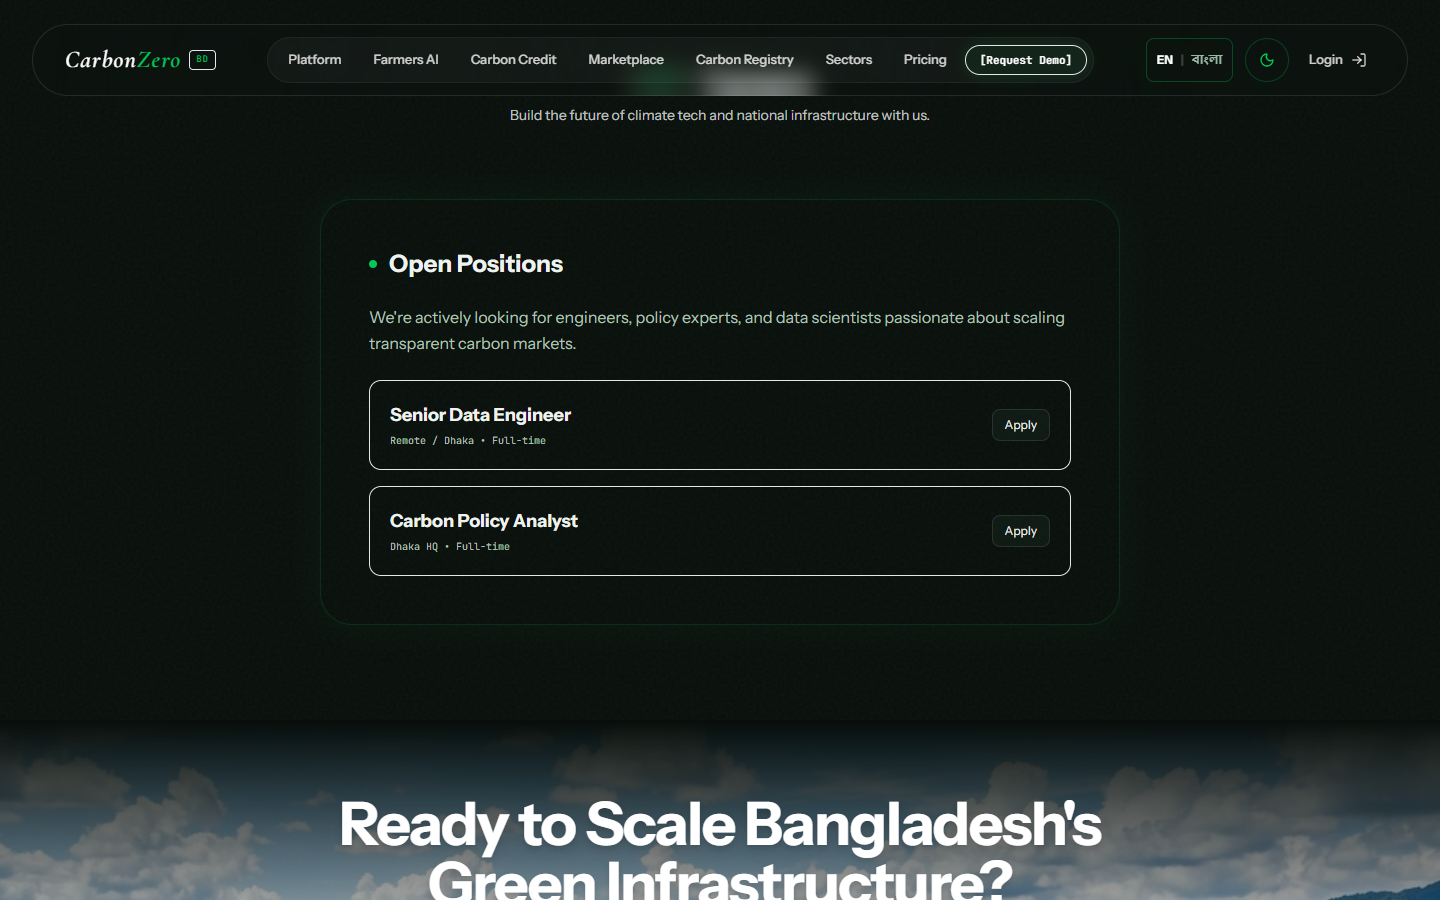 CarbonZero BD
Platform Farmers AI Carbon Credit Marketplace Carbon Registry Sectors Pricing [Request Demo]
EN | বাংলা
Login
Build the future of climate tech and national infrastructure with us.
Open Positions
We're actively looking for engineers, policy experts, and data scientists passionate about scaling
transparent carbon markets.
Senior Data Engineer
Remote / Dhaka • Full-time
Apply
Carbon Policy Analyst
Dhaka HQ • Full-time
Apply
Ready to Scale Bangladesh's
Green Infrastructure?